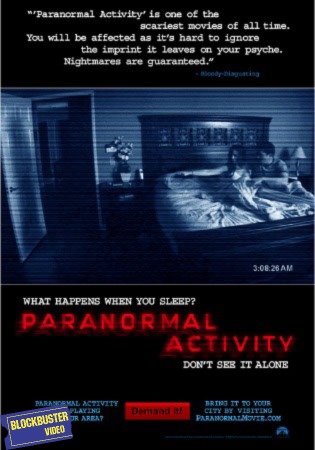 “‘Paranormal Activity’ is one of the
scariest movies of all time.
You will be affected as it’s hard to ignore
the imprint it leaves on your psyche.
Nightmares are guaranteed.”
- Bloody-Disgusting
3:08:26 AM
WHAT HAPPENS WHEN YOU SLEEP?
PARANORMAL
ACTIVITY
DON’T SEE IT ALONE
PARANORMAL ACTIVITY
PLAYING
AREA?
Demand it!
BRING IT TO YOUR
CITY BY VISITING
PARANORMALMOVIE.COM
BLOCKBUSTER
VIDEO